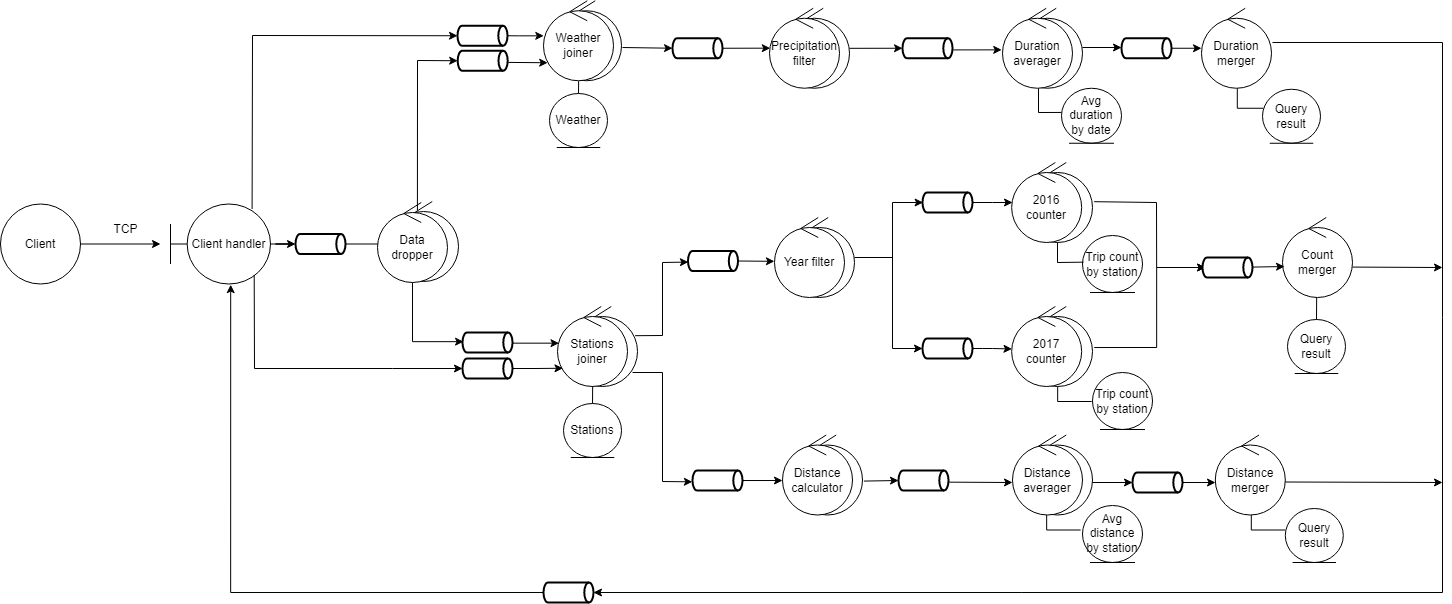 Weather
joiner
Weather
Precipitation
filter
Duration
averager
Avg
duration
by date
Duration
merger
Query
result
Client
TCP
Client handler
Data
dropper
Stations
joiner
Stations
Year filter
2016
counter
Trip count
by station
2017
counter
Trip count
by station
Count
merger
Query
result
Distance
calculator
Distance
averager
Avg
distance
by station
Distance
merger
Query
result